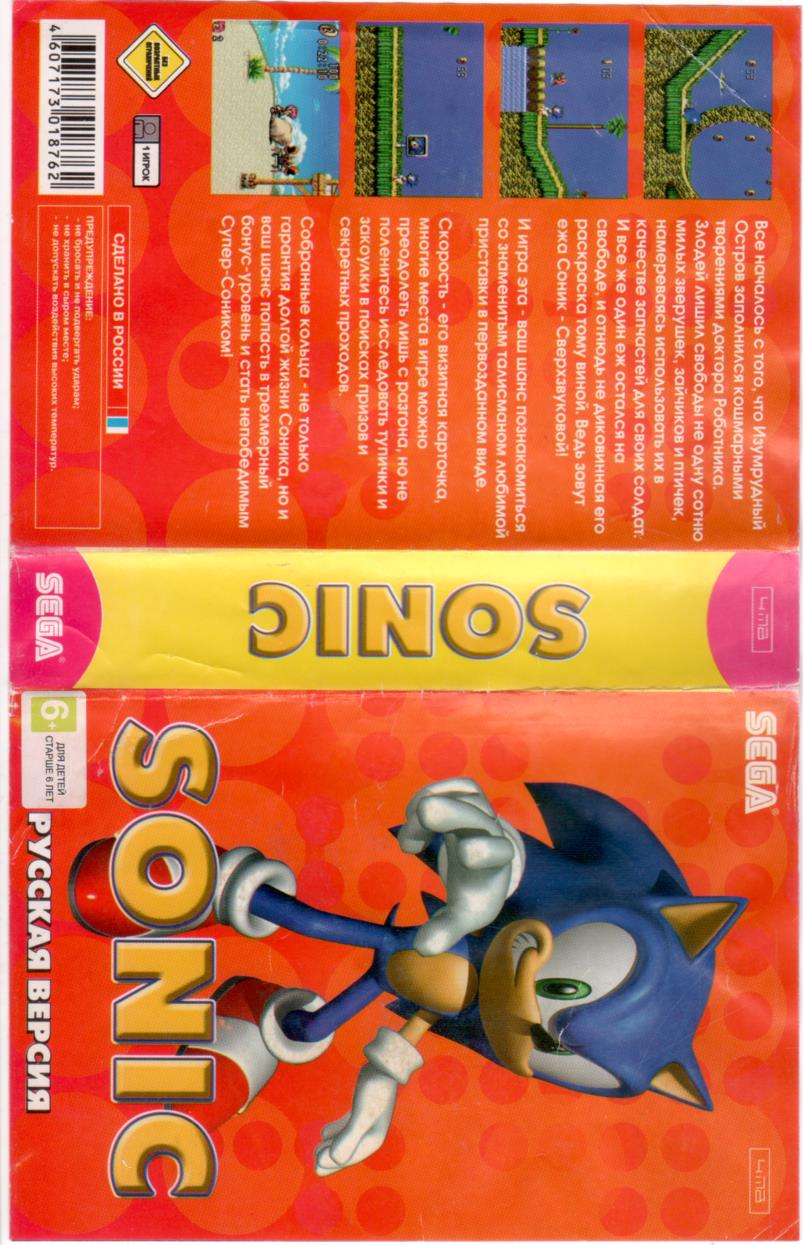 Все началось с того, что Изумрудный
Остров заполнился кошмарными
творениями доктора Роботника.
Злодей лишил свободы не одну сотню
милых зверушек, зайчиков и птичек,
намереваясь использовать их в
качестве запчастей для своих солдат.
И все же один еж остался на
свободе, и отнюдь не диковинная его
раскраска тому виной. Ведь зовут
ежа Соник - Сверхзвуковой!
И игра эта - ваш шанс познакомиться
со знаменитым талисманом любимой
приставки в первозданном виде.
Скорость - его визитная карточка,
многие места в игре можно
преодолеть лишь с разгона, но не
поленитесь исследовать тупички и
закоулки в поисках призов и
секретных проходов.
Собранные кольца - не только
гарантия долгой жизни Соника, но и
ваш шанс попасть в трехмерный
бонус-уровень и стать непобедимым
Супер-Соником!
БЕЗ
ВОЗРАСТНЫХ
ОГРАНИЧЕНИЙ
1 ИГРОК
СДЕЛАНО В РОССИИ
ПРЕДУПРЕЖДЕНИЕ:
- не бросать и не подвергать ударам;
- не хранить в сыром месте;
- не допускать воздействия высоких температур.
4 607173 018762
4MB
SONIC
SEGA
SEGA
4MB
SONIC
6+
ДЛЯ ДЕТЕЙ
СТАРШЕ 6 ЛЕТ
РУССКАЯ ВЕРСИЯ